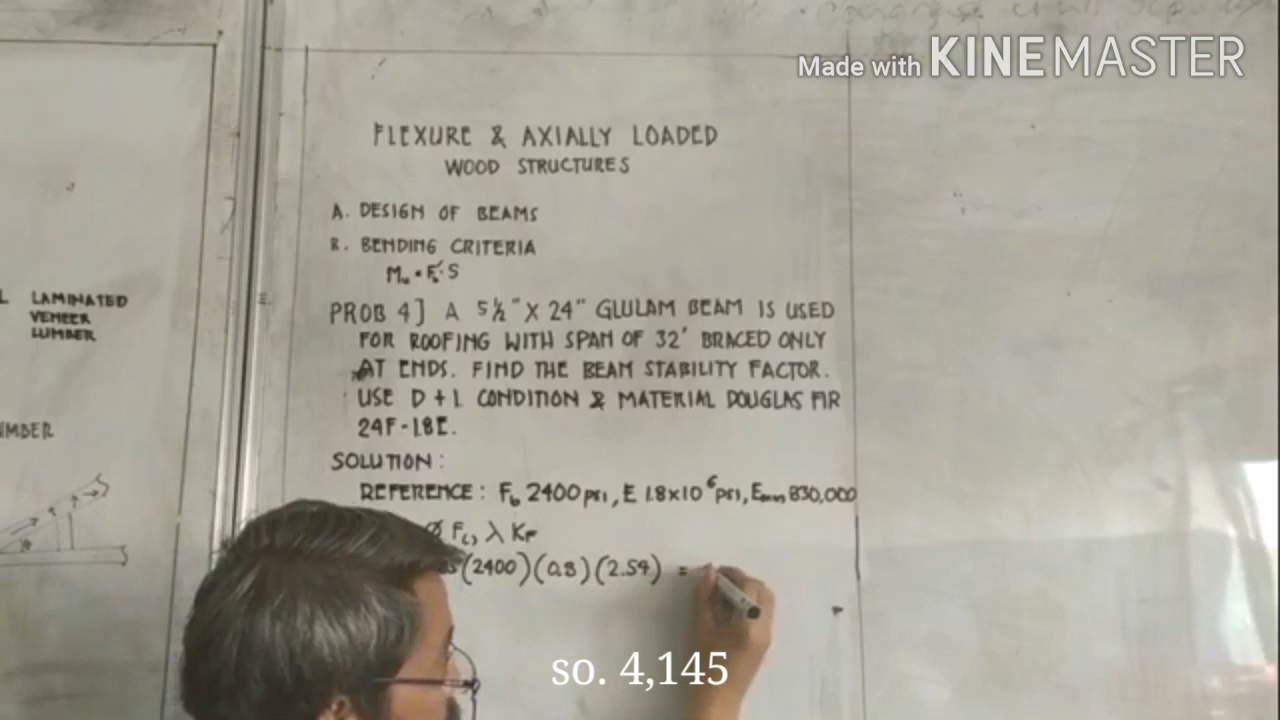 Made with KINEMASTER
FLEXURE & AXIALLY LOADED
WOOD STRUCTURES
A. DESIGN OF BEAMS
B. BENDING CRITERIA
Mu = Fb'· S
LAMINATED
VENEER
LUMBER
PROB 4] A 5½" X 24" GLULAM BEAM IS USED
FOR ROOFING WITH SPAN OF 32' BRACED ONLY
AT ENDS. FIND THE BEAM STABILITY FACTOR.
USE D + L CONDITION & MATERIAL DOUGLAS FIR
24F-1.8E.
SOLUTION:
REFERENCE: Fb 2400 psi, E 1.8x10⁶ psi, Emin 830,000
λ KF
(2400)(0.8)(2.54) =
so. 4,145